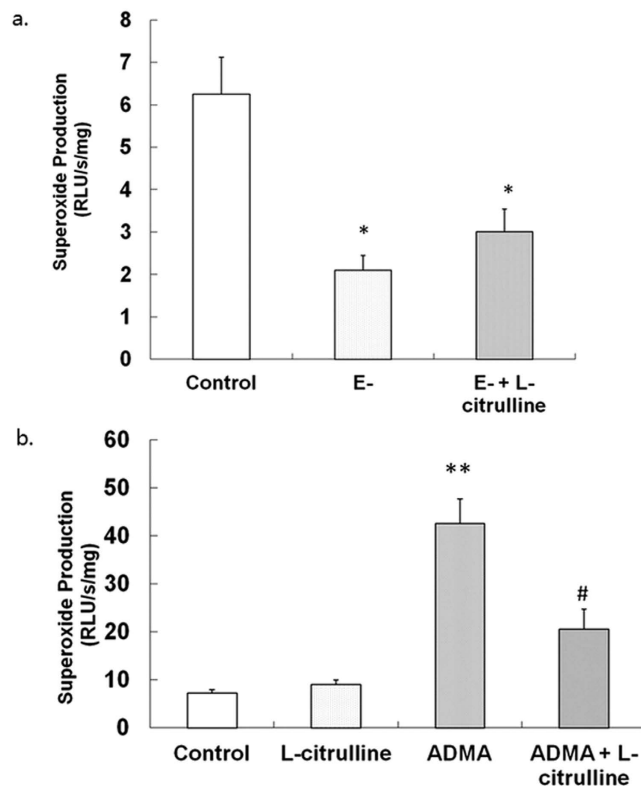 a.
Superoxide Production
(RLU/s/mg)
8
7
6
5
4
3
2
1
0
*
*
Control
E-
E- + L-
citrulline
b.
Superoxide Production
(RLU/s/mg)
60
50
40
30
20
10
0
**
#
Control
L-citrulline
ADMA
ADMA + L-
citrulline